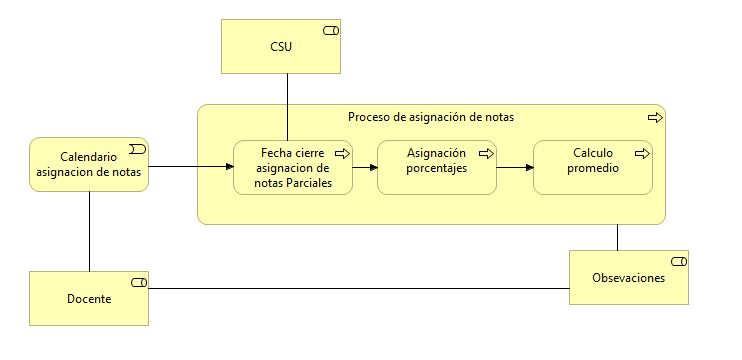 CSU
Proceso de asignación de notas
Calendario
asignacion de notas
Fecha cierre
asignacion de
notas Parciales
Asignación
porcentajes
Calculo
promedio
Docente
Obsevaciones